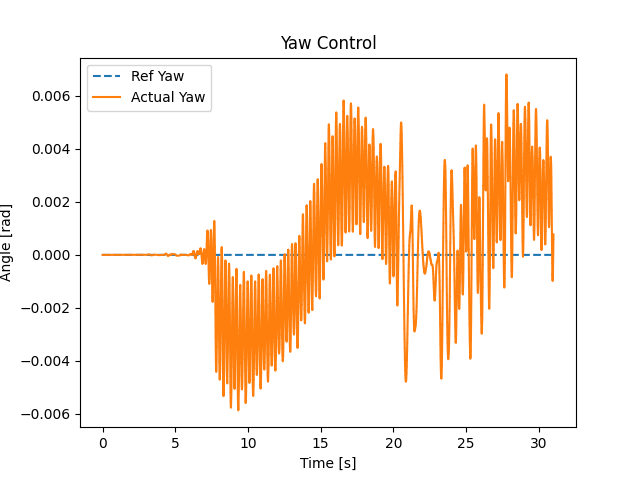 Yaw Control
Ref Yaw
Actual Yaw
0.006
0.004
0.002
0.000
−0.002
−0.004
−0.006
Angle [rad]
0 5 10 15 20 25 30
Time [s]